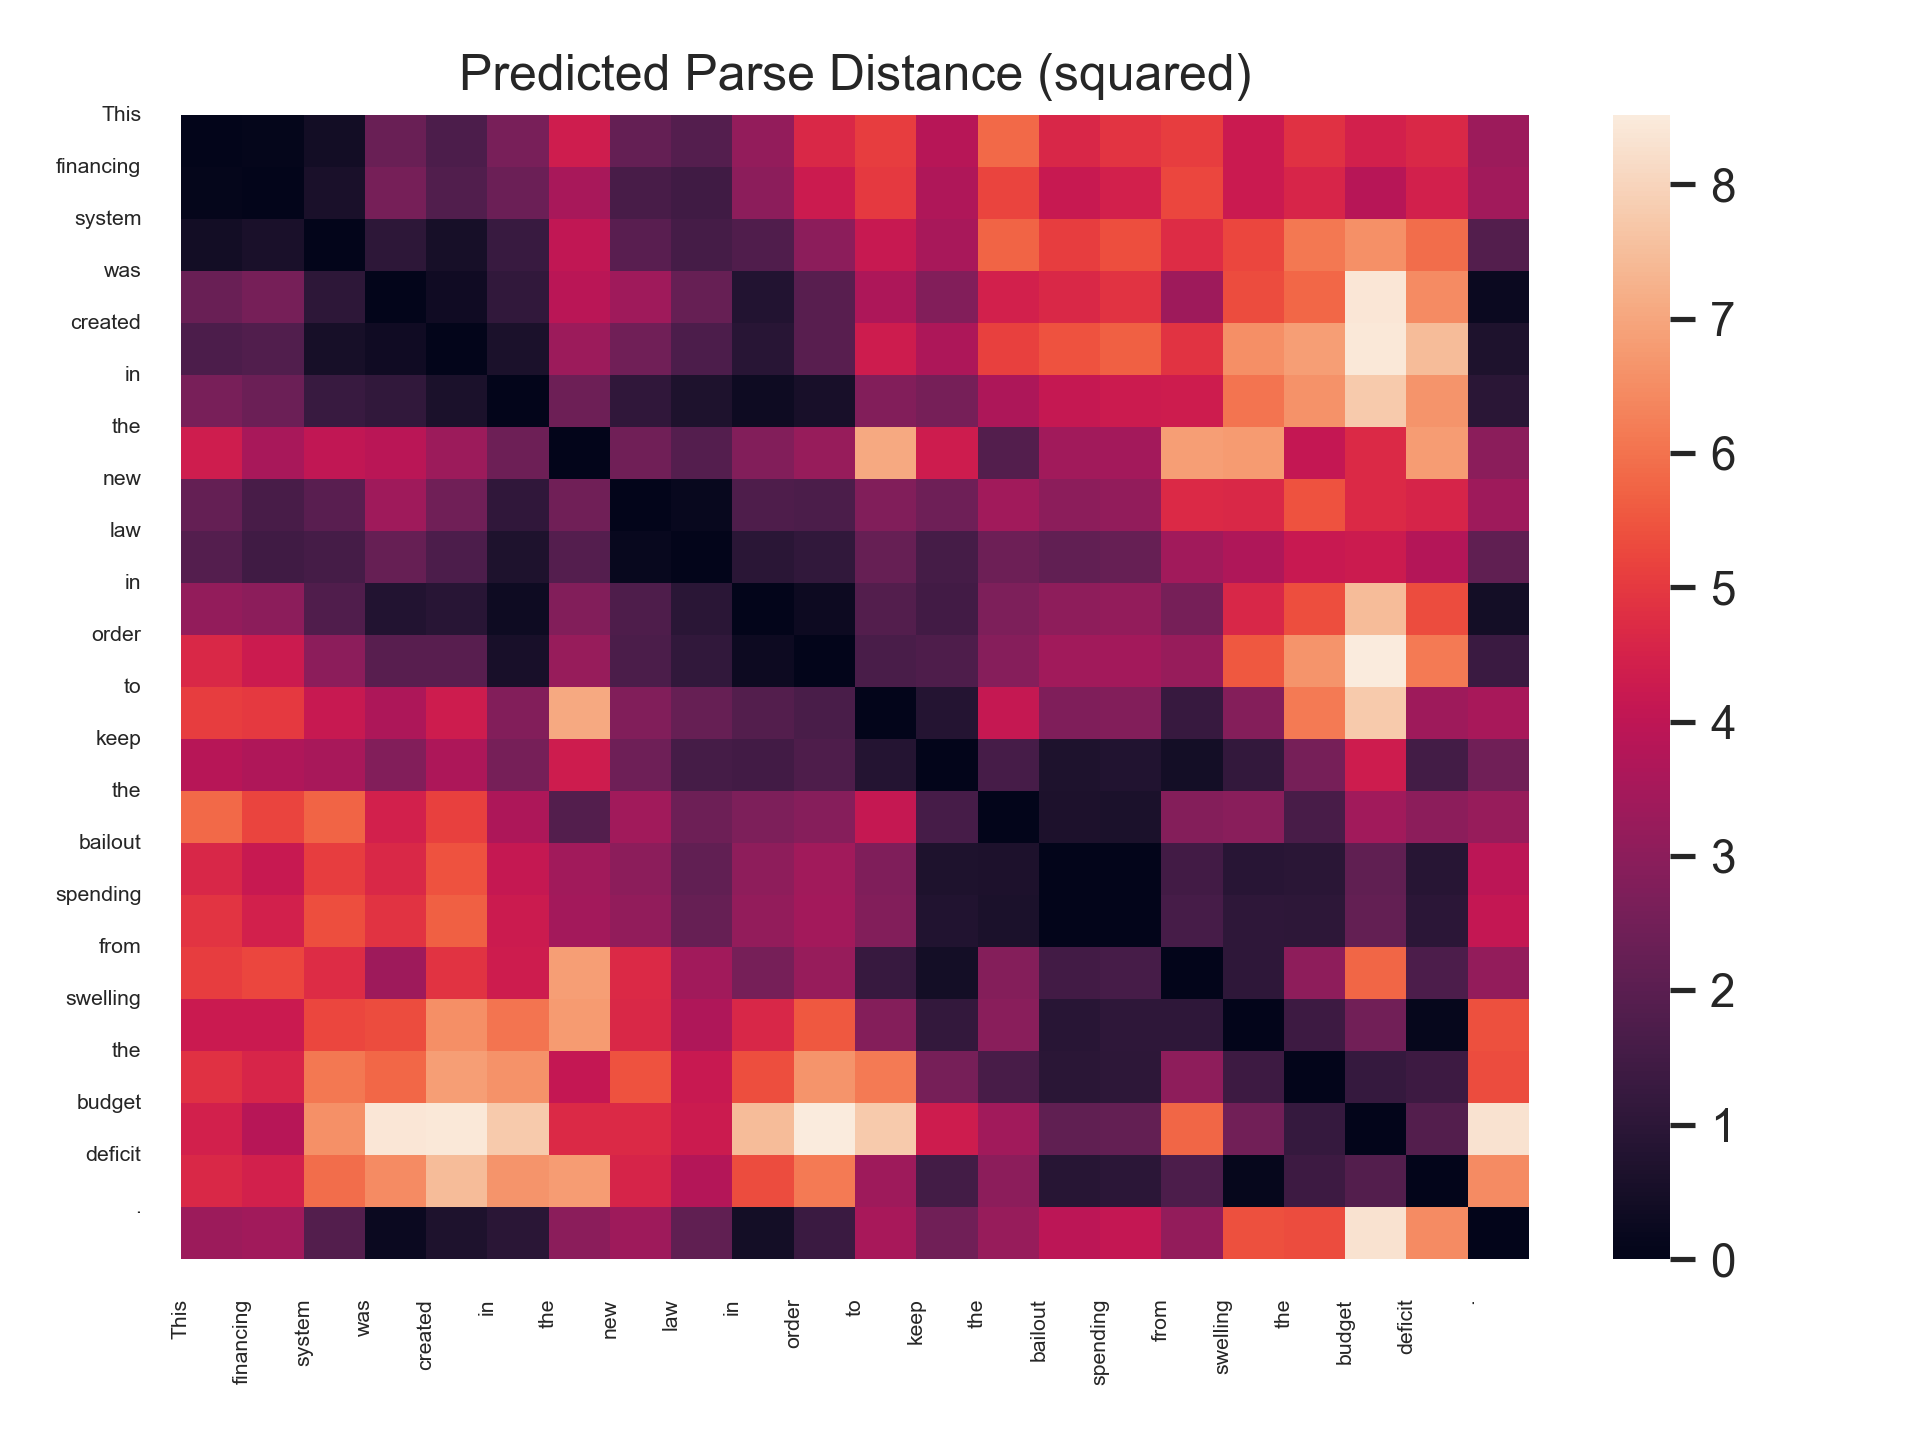 Predicted Parse Distance (squared)
This
financing
system
was
created
in
the
new
law
in
order
to
keep
the
bailout
spending
from
swelling
the
budget
deficit
.
8
7
6
5
4
3
2
1
0
This
financing
system
was
created
in
the
new
law
in
order
to
keep
the
bailout
spending
from
swelling
the
budget
deficit
.